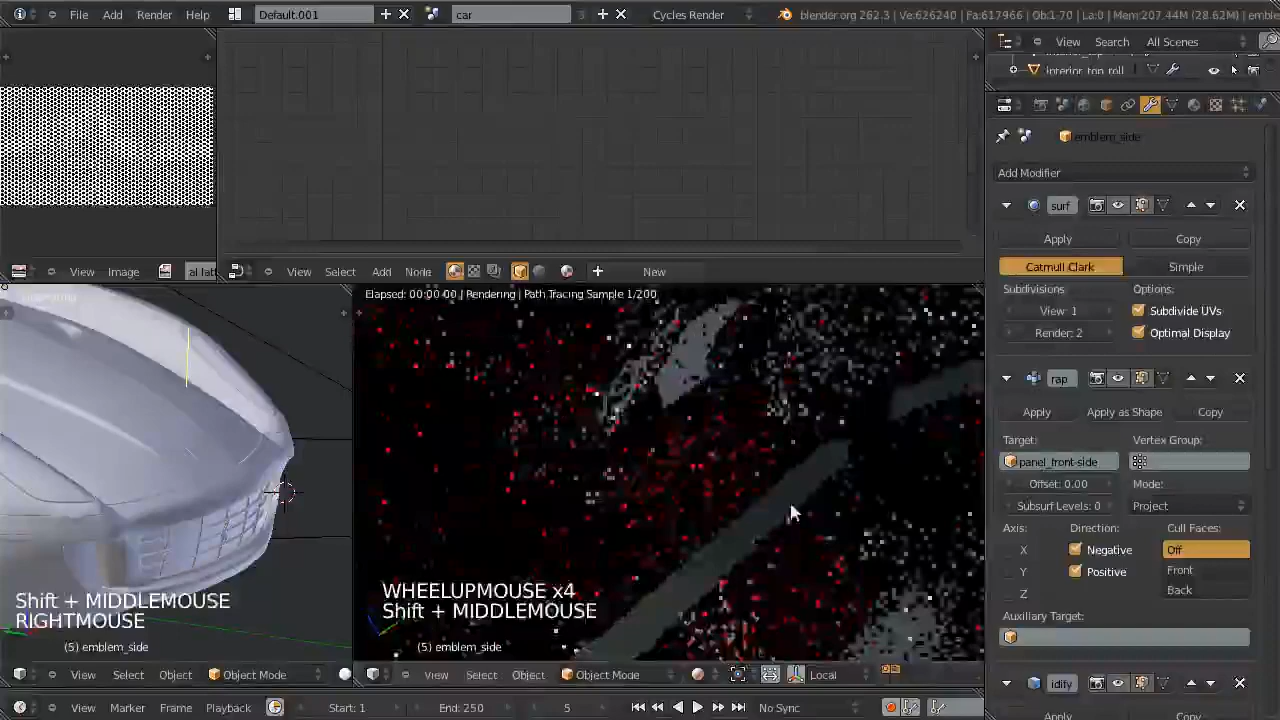 File Add Render Help Default.001 car 3 Cycles Render blender.org 262.3 | Ve:626240 | Fa:617966 | Ob:1-70 | La:0 | Mem:207.44M (28.62M) | emble
View Search All Scenes
Interior_top_roll
emblem_side
Add Modifier
surf
Apply Copy
Catmull Clark Simple
Subdivisions: Options:
View: 1 Subdivide UVs
Render: 2 Optimal Display
rap
Apply Apply as Shape Copy
Target: Vertex Group:
panel_front-side
Offset: 0.00 Mode:
Subsurf Levels: 0 Project
Axis: Direction: Cull Faces:
X Negative Off
Y Positive Front
Z Back
Auxiliary Target:
idify
Apply Copy
View Image al latt
View Select Add Node New
Elapsed: 00:00:00 | Rendering | Path Tracing Sample 1/200
Shift + MIDDLEMOUSE
RIGHTMOUSE
(5) emblem_side
WHEELUPMOUSE x4
Shift + MIDDLEMOUSE
(5) emblem_side
View Select Object Object Mode
View Select Object Object Mode Local
View Marker Frame Playback Start: 1 End: 250 5 No Sync